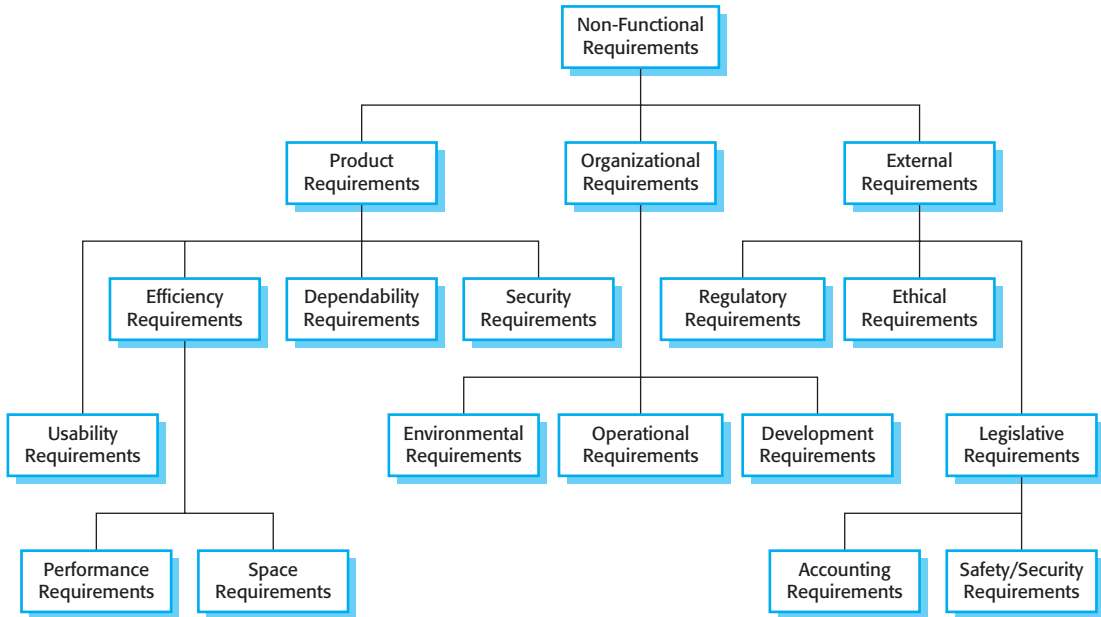 Non-Functional
Requirements
Product
Requirements
Organizational
Requirements
External
Requirements
Efficiency
Requirements
Dependability
Requirements
Security
Requirements
Regulatory
Requirements
Ethical
Requirements
Usability
Requirements
Environmental
Requirements
Operational
Requirements
Development
Requirements
Legislative
Requirements
Performance
Requirements
Space
Requirements
Accounting
Requirements
Safety/Security
Requirements